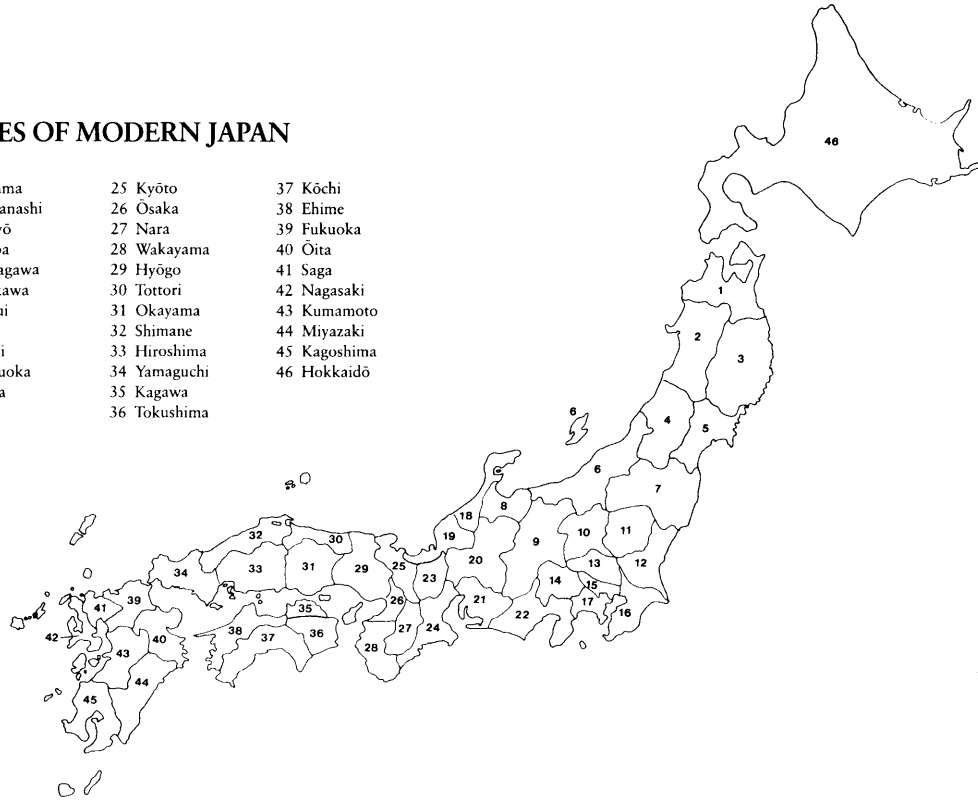 ES OF MODERN JAPAN
ma
anashi
ō
a
agawa
kawa
ui
i
uoka
a
25 Kyōto
26 Ōsaka
27 Nara
28 Wakayama
29 Hyōgo
30 Tottori
31 Okayama
32 Shimane
33 Hiroshima
34 Yamaguchi
35 Kagawa
36 Tokushima
37 Kōchi
38 Ehime
39 Fukuoka
40 Ōita
41 Saga
42 Nagasaki
43 Kumamoto
44 Miyazaki
45 Kagoshima
46 Hokkaidō
46
1
2
3
4
5
6
6
7
8
9
10
11
12
13
14
15
16
17
18
19
20
21
22
23
24
25
26
27
28
29
30
31
32
33
34
35
36
37
38
39
40
41
42
43
44
45